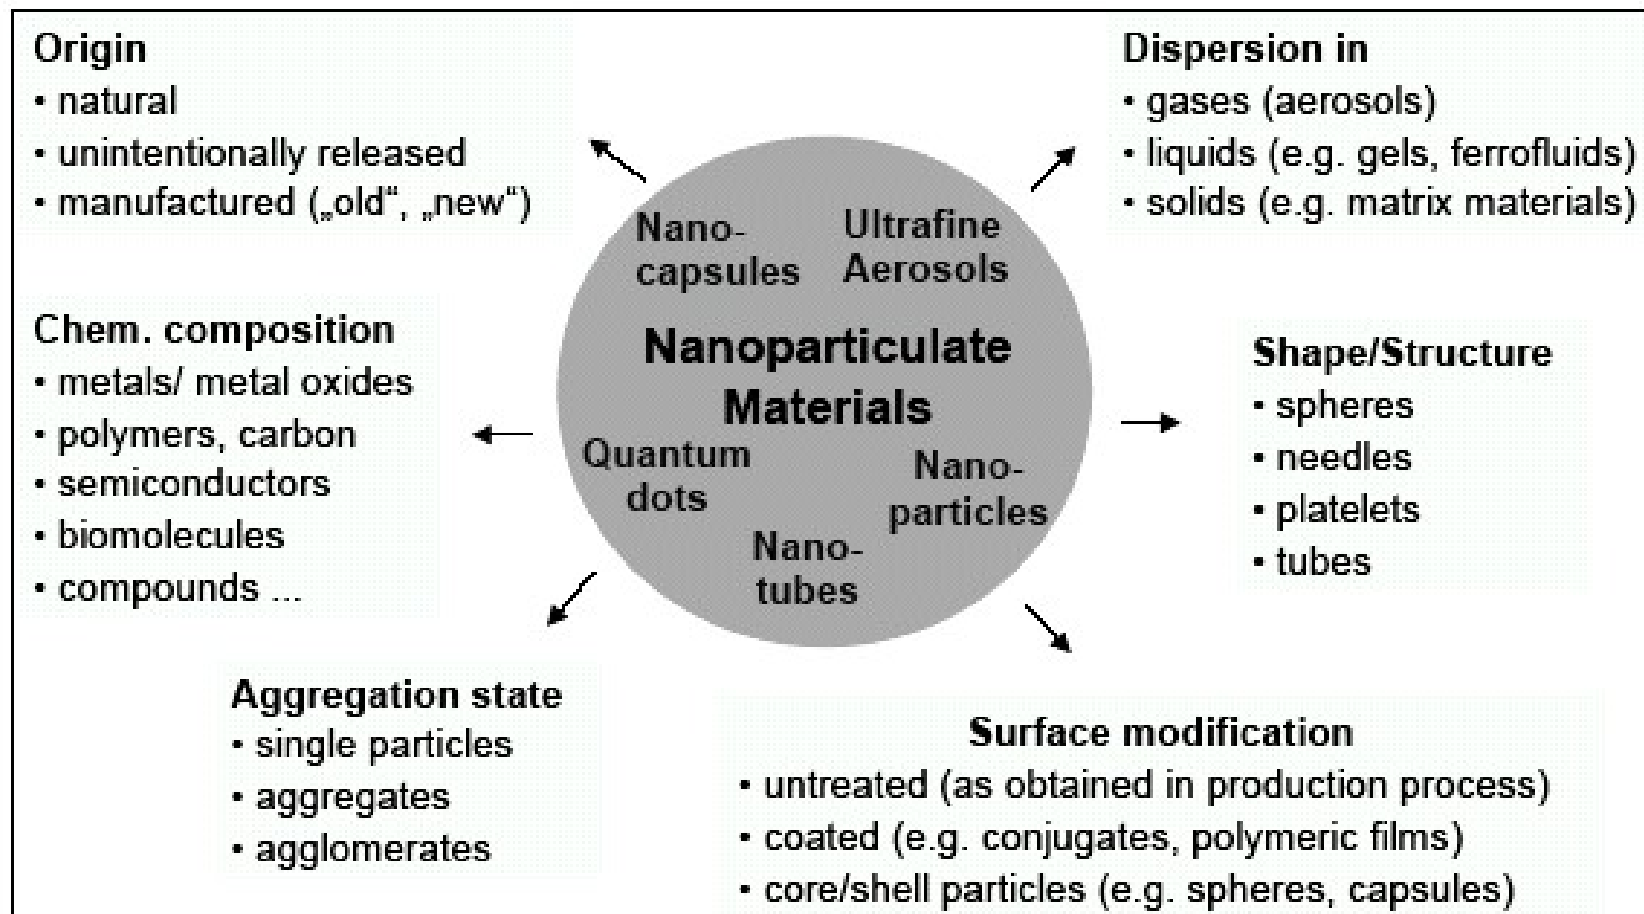 Origin
• natural
• unintentionally released
• manufactured („old“, „new“)
Dispersion in
• gases (aerosols)
• liquids (e.g. gels, ferrofluids)
• solids (e.g. matrix materials)
Nano-
capsules
Ultrafine
Aerosols
Nanoparticulate
Materials
Quantum
dots
Nano-
particles
Nano-
tubes
Chem. composition
• metals/ metal oxides
• polymers, carbon
• semiconductors
• biomolecules
• compounds ...
Shape/Structure
• spheres
• needles
• platelets
• tubes
Aggregation state
• single particles
• aggregates
• agglomerates
Surface modification
• untreated (as obtained in production process)
• coated (e.g. conjugates, polymeric films)
• core/shell particles (e.g. spheres, capsules)